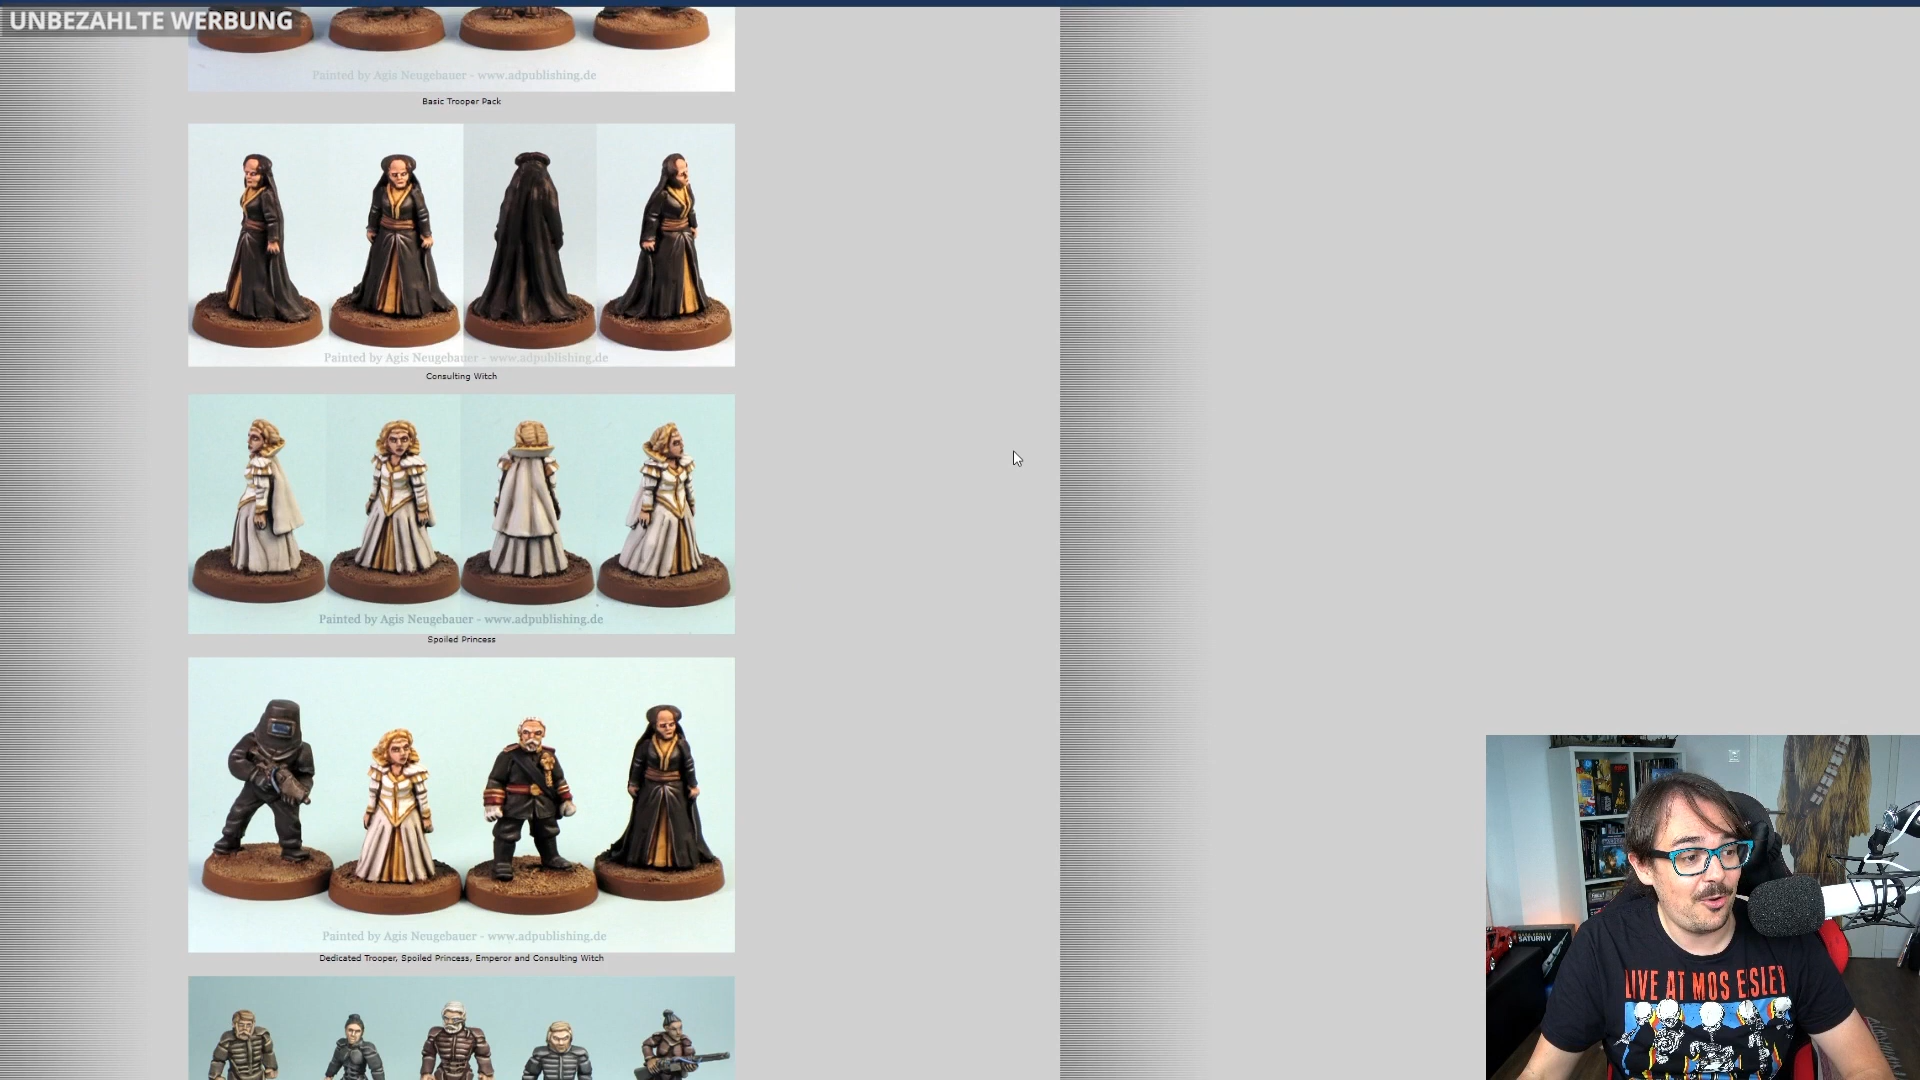 UNBEZAHLTE WERBUNG
Painted by Agis Neugebauer - www.adpublishing.de
Basic Trooper Pack
Painted by Agis Neugebauer - www.adpublishing.de
Consulting Witch
Painted by Agis Neugebauer - www.adpublishing.de
Spoiled Princess
Painted by Agis Neugebauer - www.adpublishing.de
Dedicated Trooper, Spoiled Princess, Emperor and Consulting Witch
SATURN V
LIVE AT MOS EISLEY